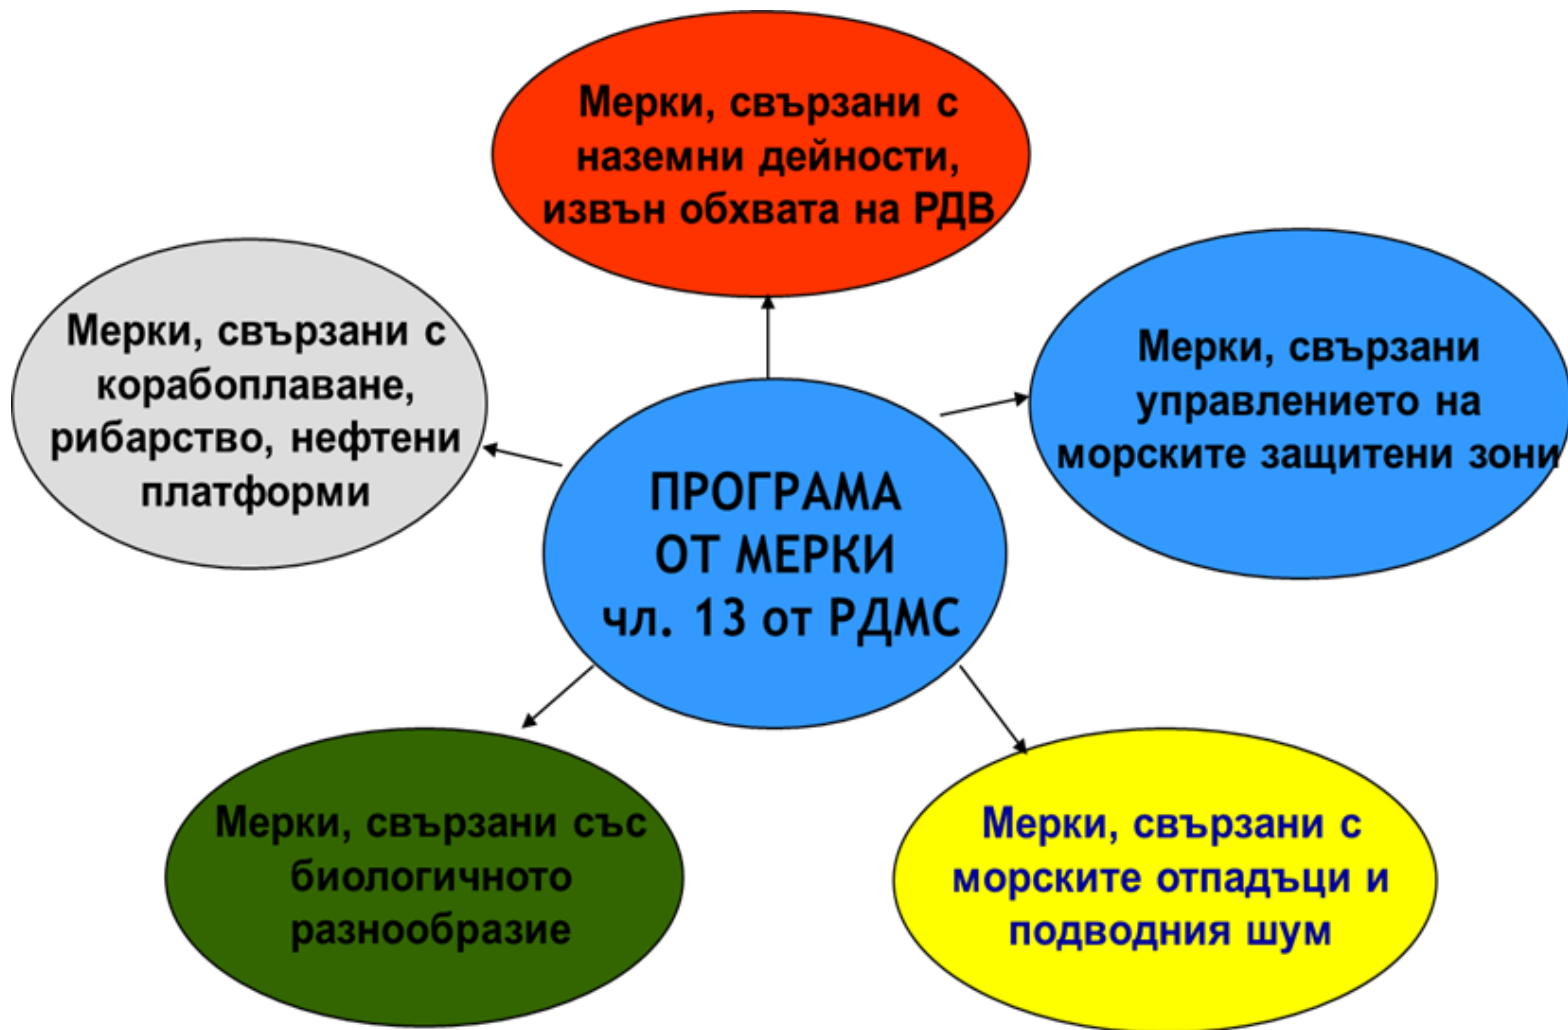 Мерки, свързани с
наземни дейности,
извън обхвата на РДВ
Мерки, свързани с
корабоплаване,
рибарство, нефтени
платформи
Мерки, свързани
управлението на
морските защитени зони
ПРОГРАМА
ОТ МЕРКИ
чл. 13 от РДМС
Мерки, свързани със
биологичното
разнообразие
Мерки, свързани с
морските отпадъци и
подводния шум